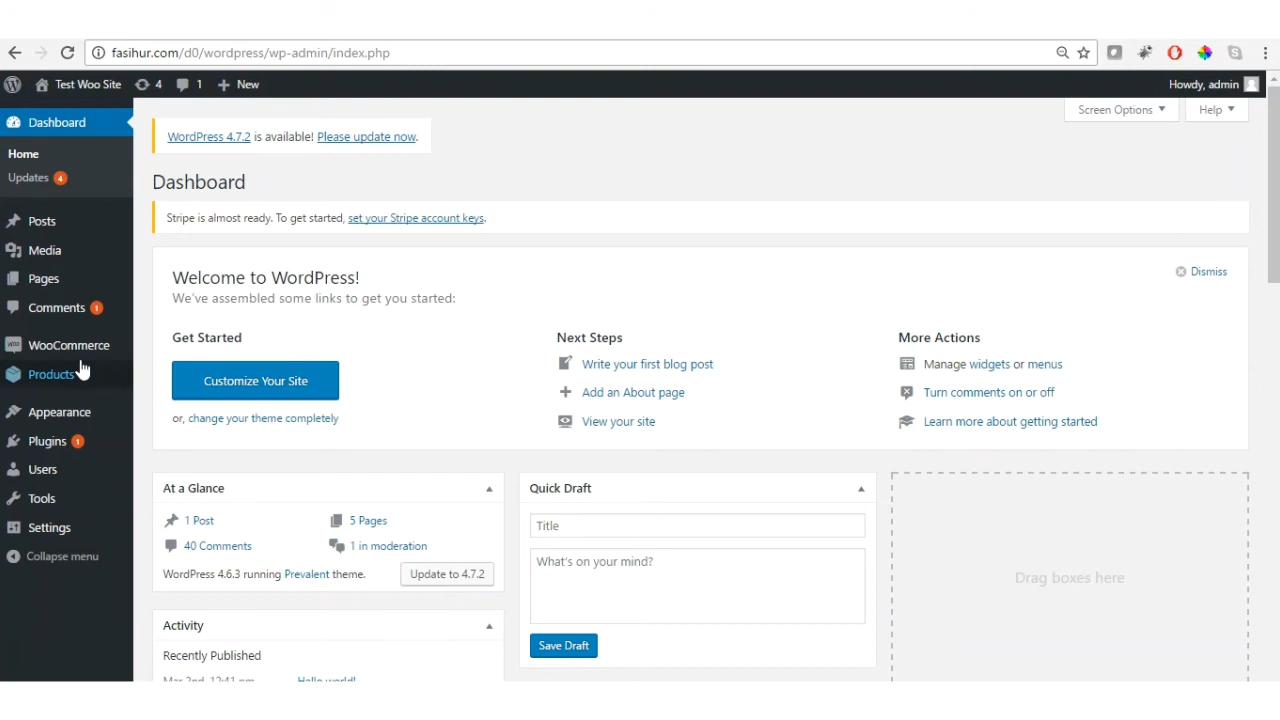 fasihur.com/d0/wordpress/wp-admin/index.php
Test Woo Site 4 1 New Howdy, admin
Dashboard
Home
Updates 4
Posts
Media
Pages
Comments 1
WooCommerce
Products
Appearance
Plugins 1
Users
Tools
Settings
Collapse menu
Screen Options Help
WordPress 4.7.2 is available! Please update now.
Dashboard
Stripe is almost ready. To get started, set your Stripe account keys.
Welcome to WordPress!
Dismiss
We've assembled some links to get you started:
Get Started
Customize Your Site
or, change your theme completely
Next Steps
Write your first blog post
Add an About page
View your site
More Actions
Manage widgets or menus
Turn comments on or off
Learn more about getting started
At a Glance
1 Post 5 Pages
40 Comments 1 in moderation
WordPress 4.6.3 running Prevalent theme. Update to 4.7.2
Activity
Recently Published
Mar 2nd, 12:41 pm Hello world!
Quick Draft
Title
What's on your mind?
Save Draft
Drag boxes here